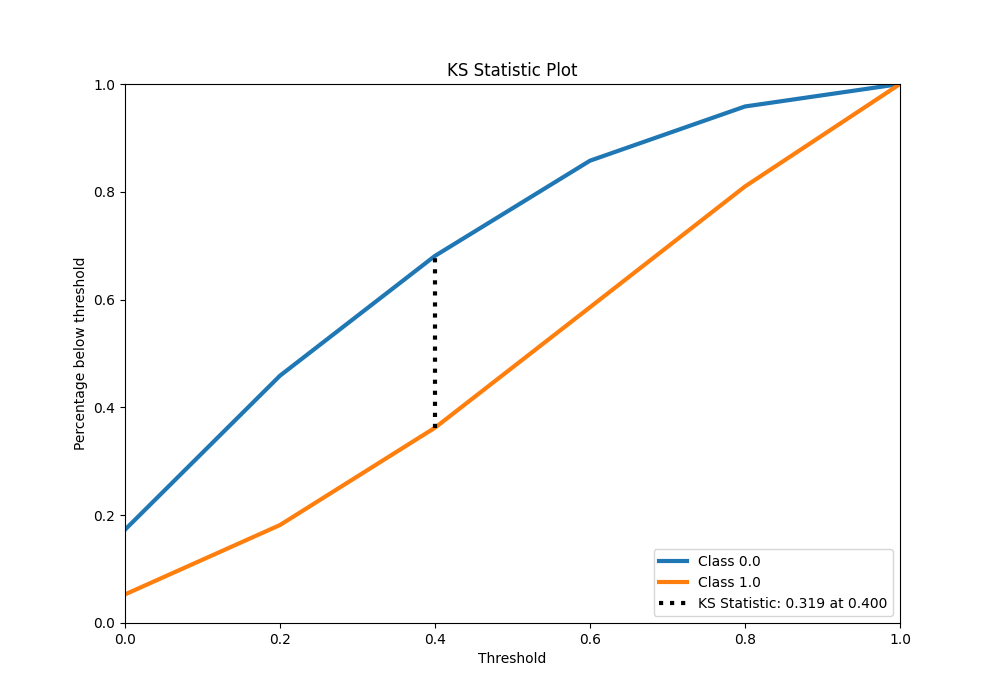 KS Statistic Plot
1.0
0.8
0.6
0.4
0.2
0.0
Percentage below threshold
0.0 0.2 0.4 0.6 0.8 1.0
Threshold
Class 0.0
Class 1.0
KS Statistic: 0.319 at 0.400